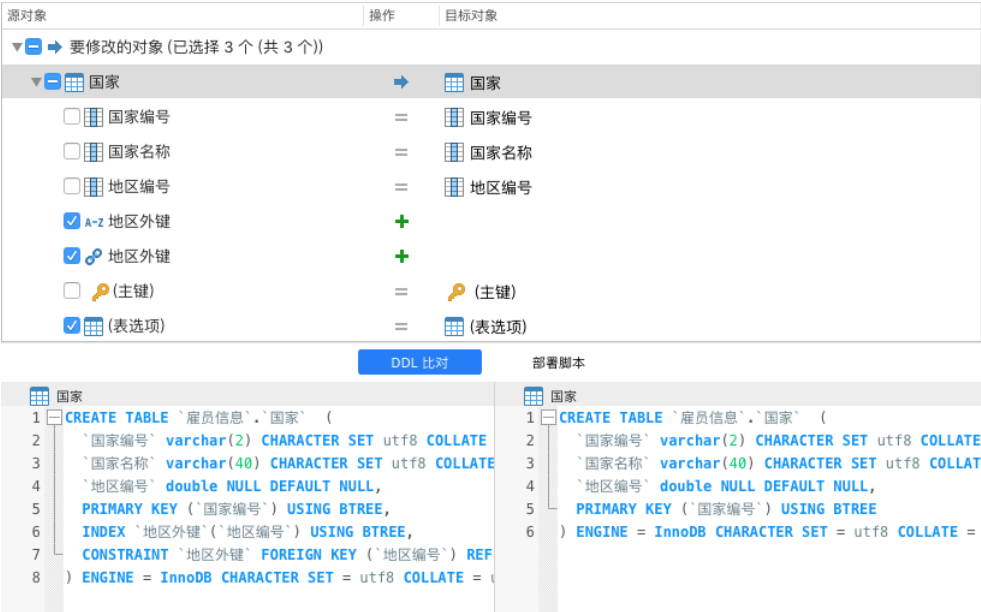 源对象 操作 目标对象
要修改的对象 (已选择 3 个 (共 3 个))
国家 国家
国家编号 = 国家编号
国家名称 = 国家名称
地区编号 = 地区编号
A-Z 地区外键 +
地区外键 +
(主键) = (主键)
(表选项) = (表选项)
DDL 比对 部署脚本
国家
1 CREATE TABLE `雇员信息`.`国家` (
2 `国家编号` varchar(2) CHARACTER SET utf8 COLLATE
3 `国家名称` varchar(40) CHARACTER SET utf8 COLLATE
4 `地区编号` double NULL DEFAULT NULL,
5 PRIMARY KEY (`国家编号`) USING BTREE,
6 INDEX `地区外键`(`地区编号`) USING BTREE,
7 CONSTRAINT `地区外键` FOREIGN KEY (`地区编号`) REF
8 ) ENGINE = InnoDB CHARACTER SET = utf8 COLLATE =
国家
1 CREATE TABLE `雇员信息`.`国家` (
2 `国家编号` varchar(2) CHARACTER SET utf8 COLLATE
3 `国家名称` varchar(40) CHARACTER SET utf8 COLLAT
4 `地区编号` double NULL DEFAULT NULL,
5 PRIMARY KEY (`国家编号`) USING BTREE
6 ) ENGINE = InnoDB CHARACTER SET = utf8 COLLATE =